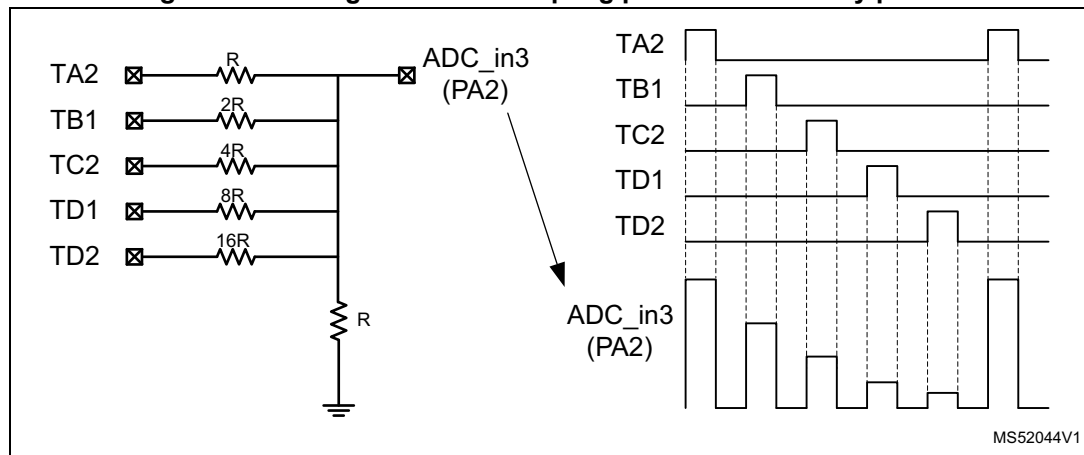 TA2
R
ADC_in3
(PA2)
TB1
2R
TC2
4R
TD1
8R
TD2
16R
R
TA2
TB1
TC2
TD1
TD2
ADC_in3
(PA2)
MS52044V1